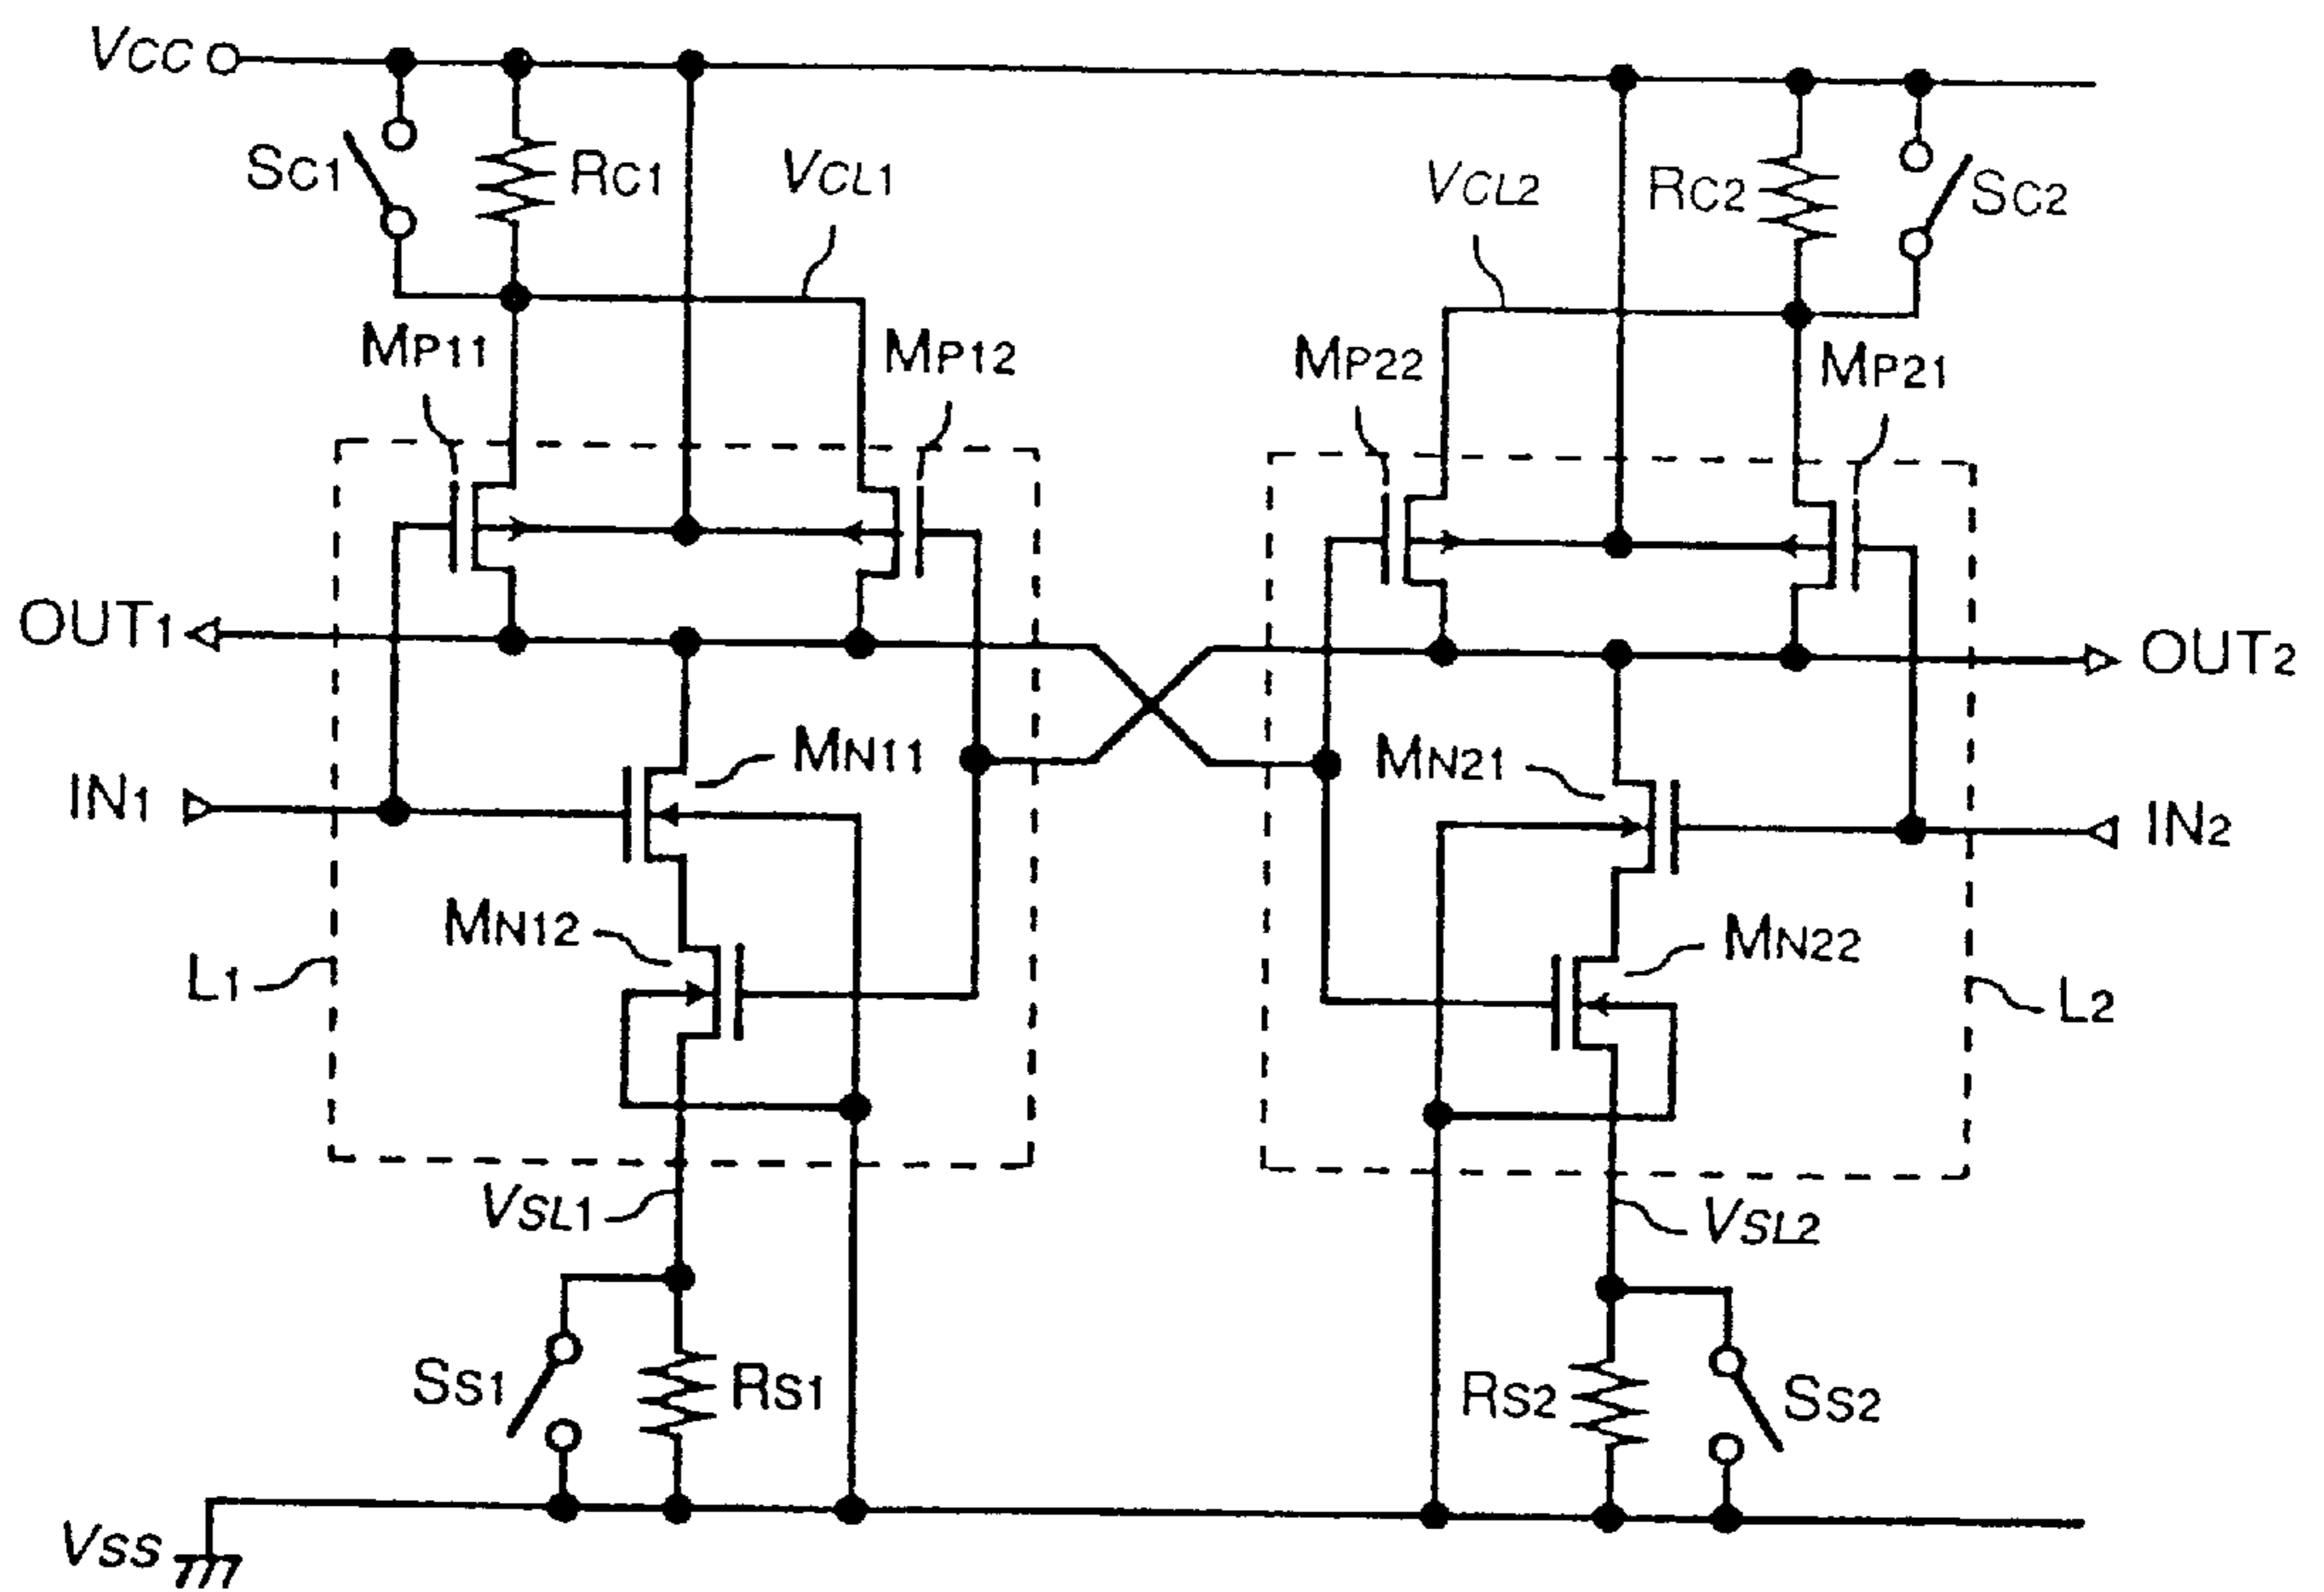 VCC
SC1
RC1
VCL1
VCL2
RC2
SC2
MP11
MP12
MP22
MP21
OUT1
OUT2
IN1
MN11
MN21
IN2
MN12
MN22
L1
L2
VSL1
VSL2
SS1
RS1
RS2
SS2
VSS